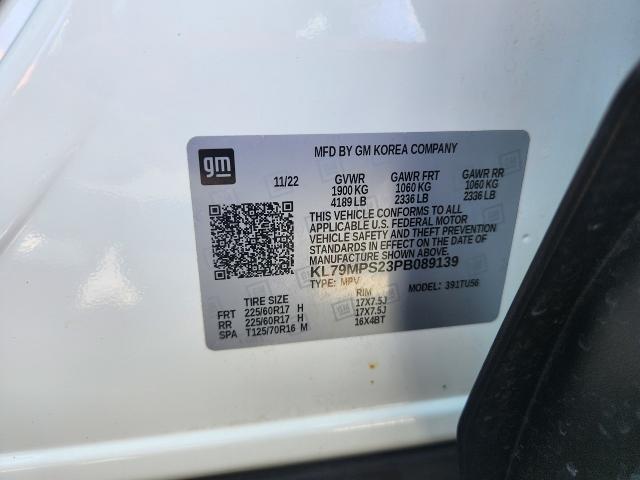 gm
MFD BY GM KOREA COMPANY
11/22 GVWR GAWR FRT GAWR RR
1900 KG 1060 KG 1060 KG
4189 LB 2336 LB 2336 LB
THIS VEHICLE CONFORMS TO ALL
APPLICABLE U.S. FEDERAL MOTOR
VEHICLE SAFETY AND THEFT PREVENTION
STANDARDS IN EFFECT ON THE DATE OF
MANUFACTURE SHOWN ABOVE.
KL79MPS23PB089139
TYPE: MPV MODEL: 391TU56
TIRE SIZE RIM
FRT 225/60R17 H 17X7.5J
RR 225/60R17 H 17X7.5J
SPA T125/70R16 M 16X4BT